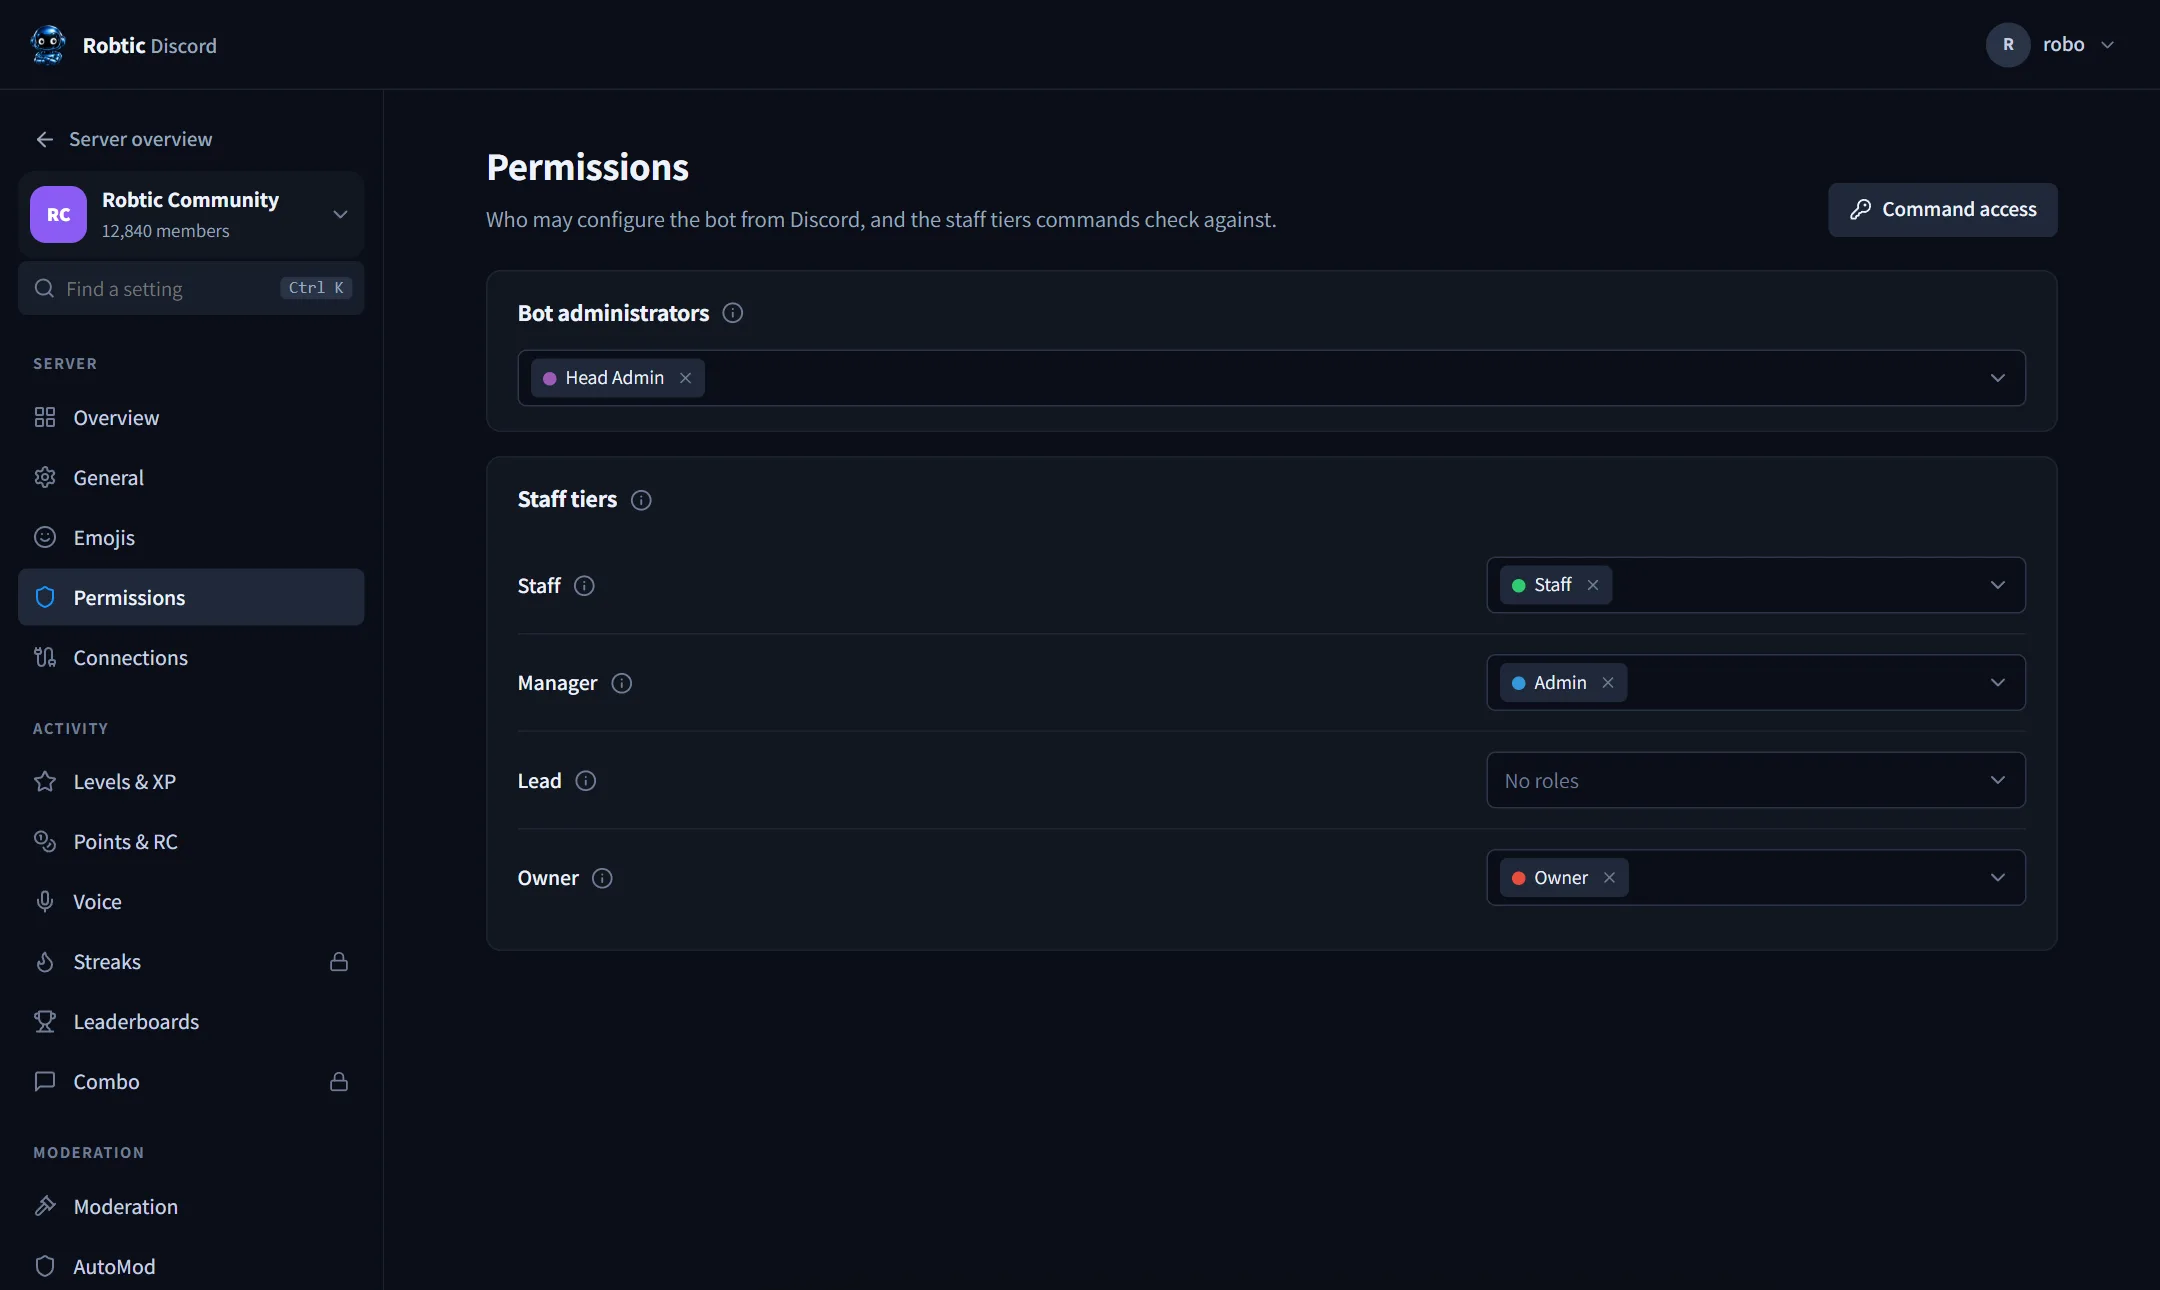 Robtic Discord
R
robo
Server overview
RC
Robtic Community
12,840 members
Find a setting
Ctrl K
SERVER
Overview
General
Emojis
Permissions
Connections
ACTIVITY
Levels & XP
Points & RC
Voice
Streaks
Leaderboards
Combo
MODERATION
Moderation
AutoMod
Permissions
Who may configure the bot from Discord, and the staff tiers commands check against.
Command access
Bot administrators
Head Admin
Staff tiers
Staff
Staff
Manager
Admin
Lead
No roles
Owner
Owner